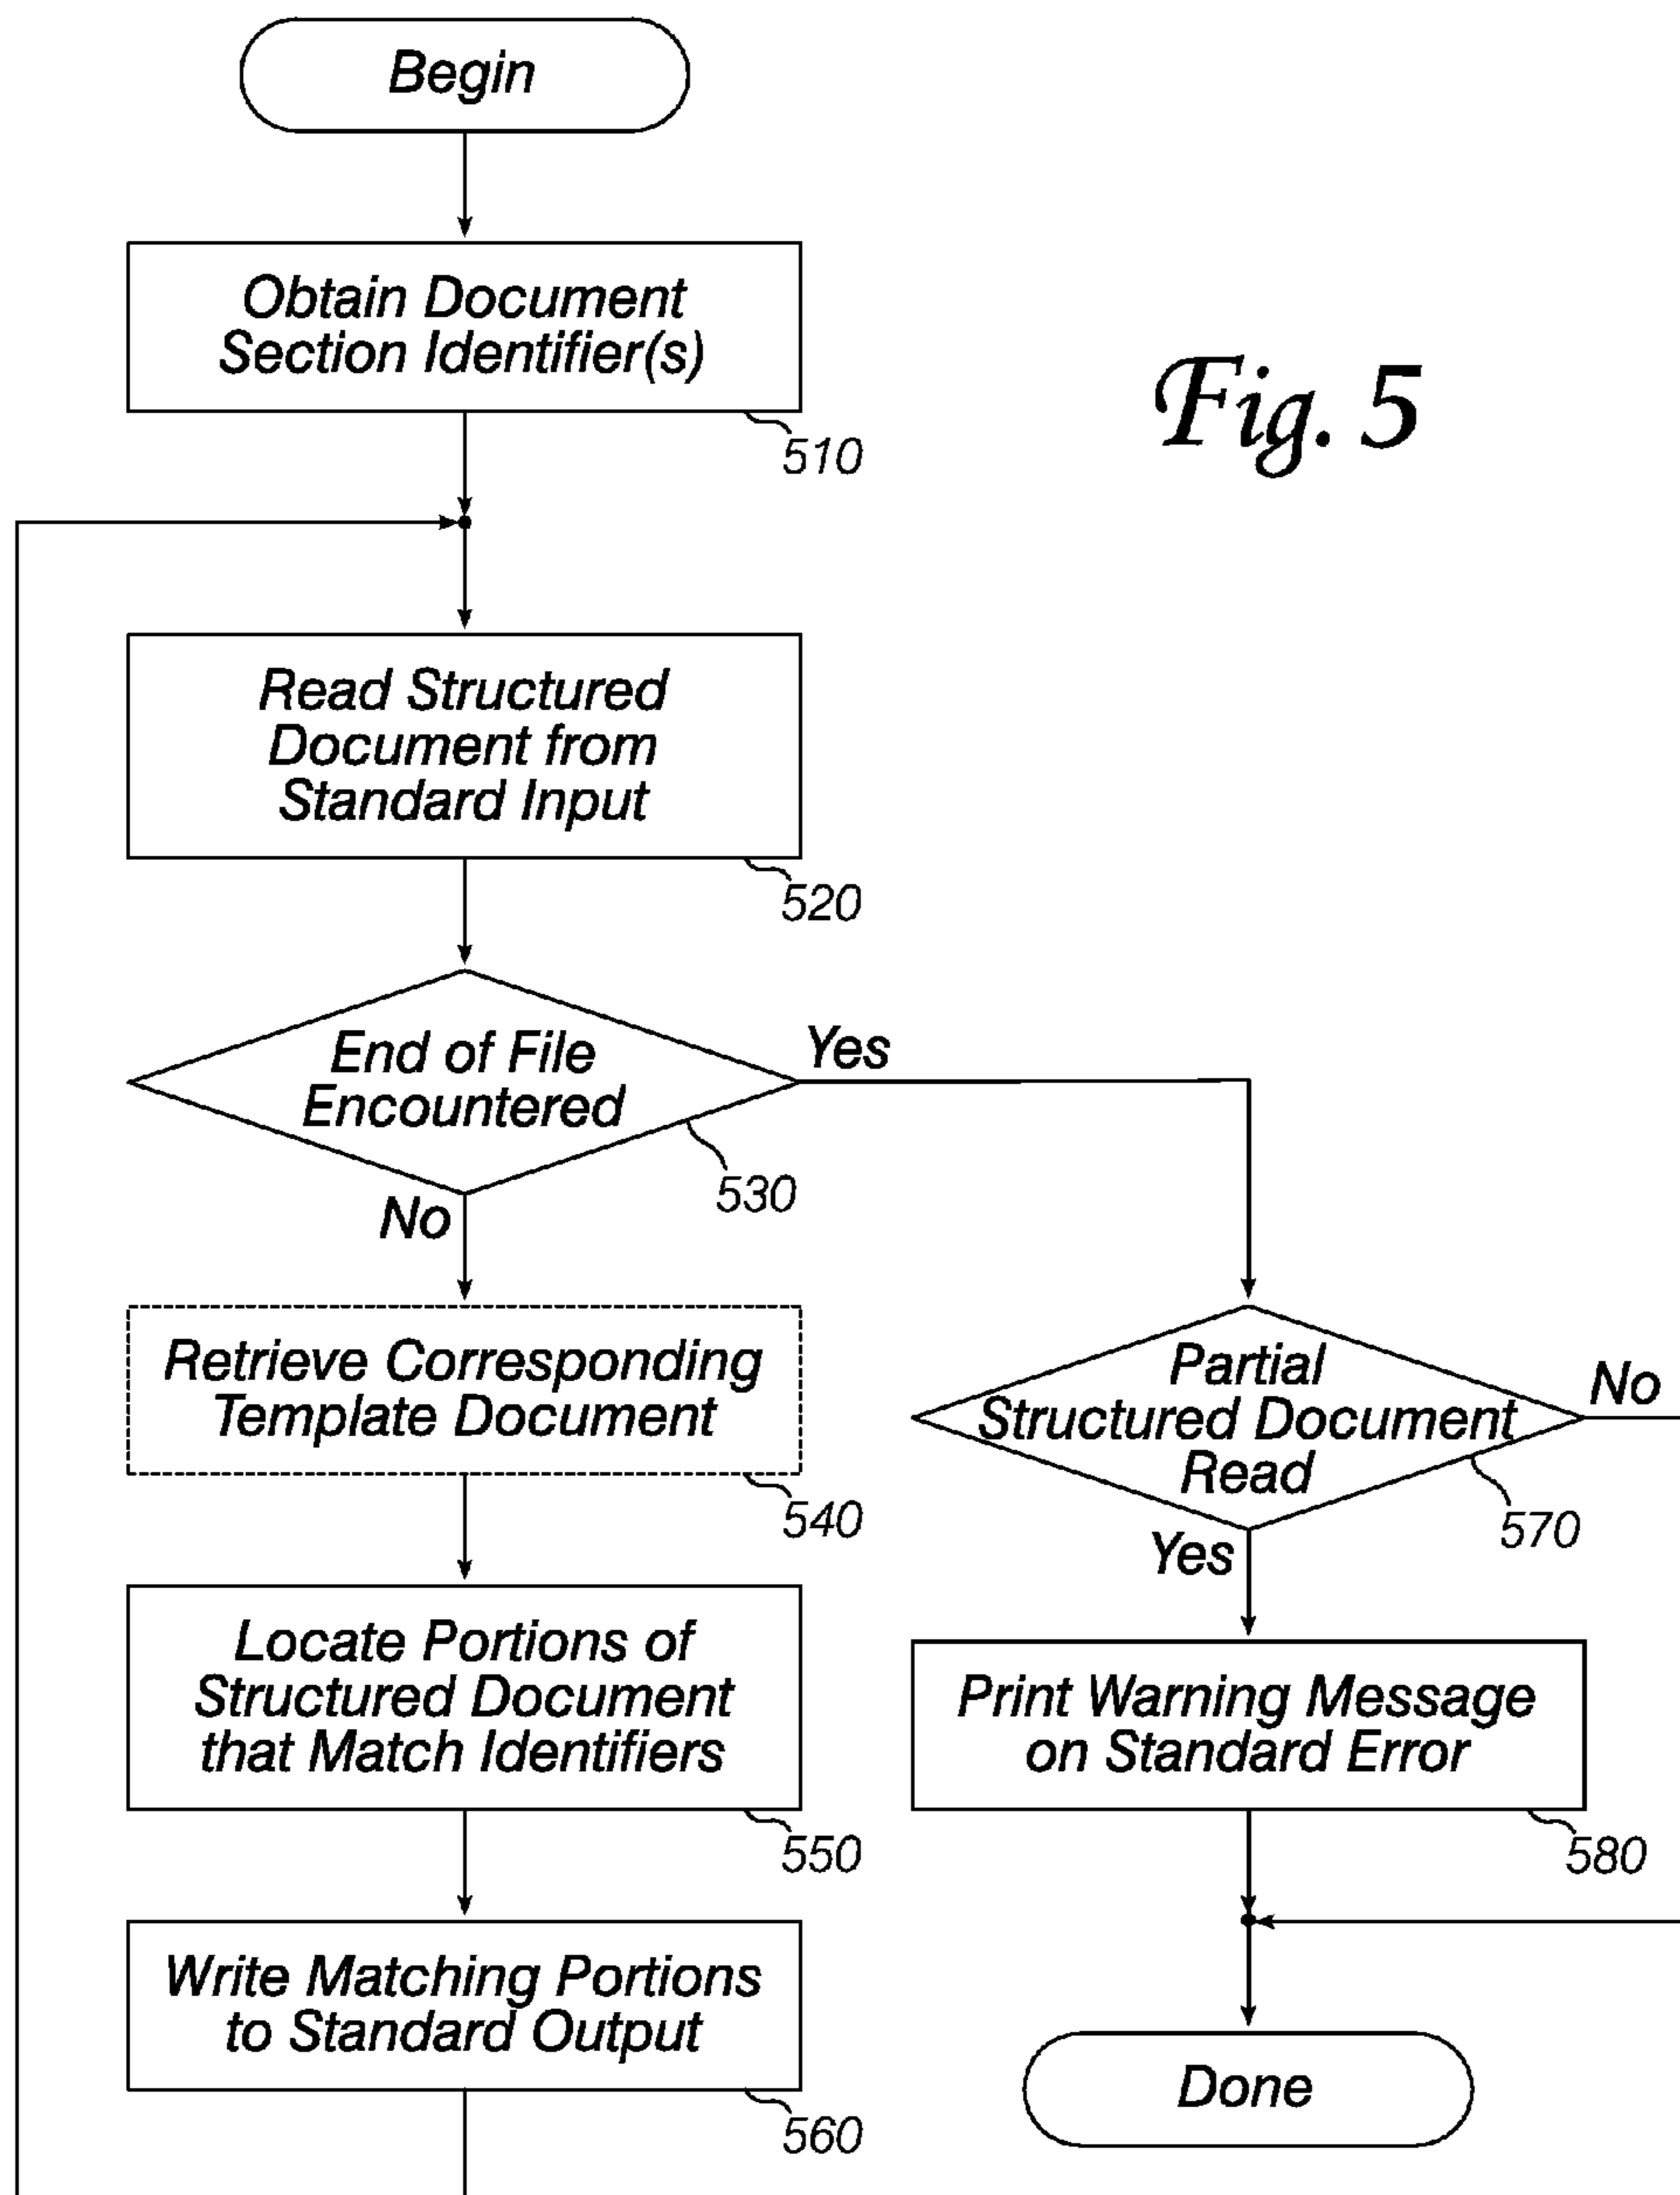 Begin
Obtain Document
Section Identifier(s)
510
Fig. 5
Read Structured
Document from
Standard Input
520
End of File
Encountered
530
Yes
No
Retrieve Corresponding
Template Document
540
Locate Portions of
Structured Document
that Match Identifiers
550
Write Matching Portions
to Standard Output
560
Partial
Structured Document
Read
570
No
Yes
Print Warning Message
on Standard Error
580
Done